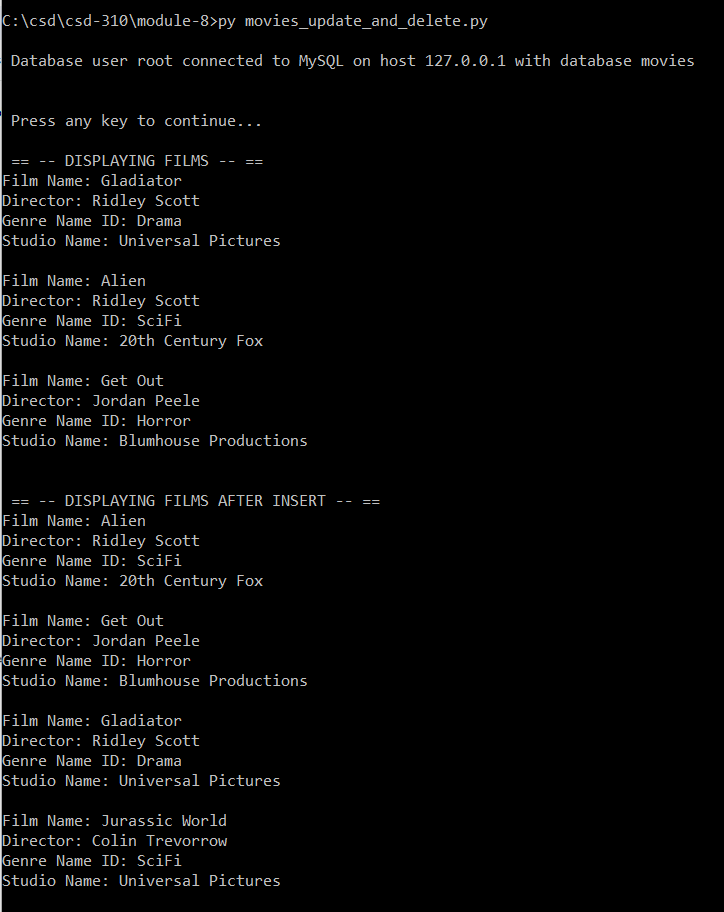 C:\csd\csd-310\module-8>py movies_update_and_delete.py
Database user root connected to MySQL on host 127.0.0.1 with database movies
Press any key to continue...
== -- DISPLAYING FILMS -- ==
Film Name: Gladiator
Director: Ridley Scott
Genre Name ID: Drama
Studio Name: Universal Pictures
Film Name: Alien
Director: Ridley Scott
Genre Name ID: SciFi
Studio Name: 20th Century Fox
Film Name: Get Out
Director: Jordan Peele
Genre Name ID: Horror
Studio Name: Blumhouse Productions
== -- DISPLAYING FILMS AFTER INSERT -- ==
Film Name: Alien
Director: Ridley Scott
Genre Name ID: SciFi
Studio Name: 20th Century Fox
Film Name: Get Out
Director: Jordan Peele
Genre Name ID: Horror
Studio Name: Blumhouse Productions
Film Name: Gladiator
Director: Ridley Scott
Genre Name ID: Drama
Studio Name: Universal Pictures
Film Name: Jurassic World
Director: Colin Trevorrow
Genre Name ID: SciFi
Studio Name: Universal Pictures